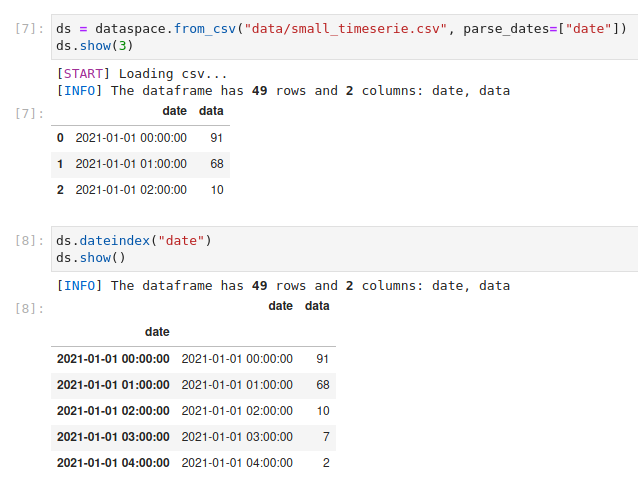 [7]: ds = dataspace.from_csv("data/small_timeserie.csv", parse_dates=["date"])
ds.show(3)
[START] Loading csv...
[INFO] The dataframe has 49 rows and 2 columns: date, data
[7]: date data
0 2021-01-01 00:00:00 91
1 2021-01-01 01:00:00 68
2 2021-01-01 02:00:00 10
[8]: ds.dateindex("date")
ds.show()
[INFO] The dataframe has 49 rows and 2 columns: date, data
[8]: date data
date
2021-01-01 00:00:00 2021-01-01 00:00:00 91
2021-01-01 01:00:00 2021-01-01 01:00:00 68
2021-01-01 02:00:00 2021-01-01 02:00:00 10
2021-01-01 03:00:00 2021-01-01 03:00:00 7
2021-01-01 04:00:00 2021-01-01 04:00:00 2